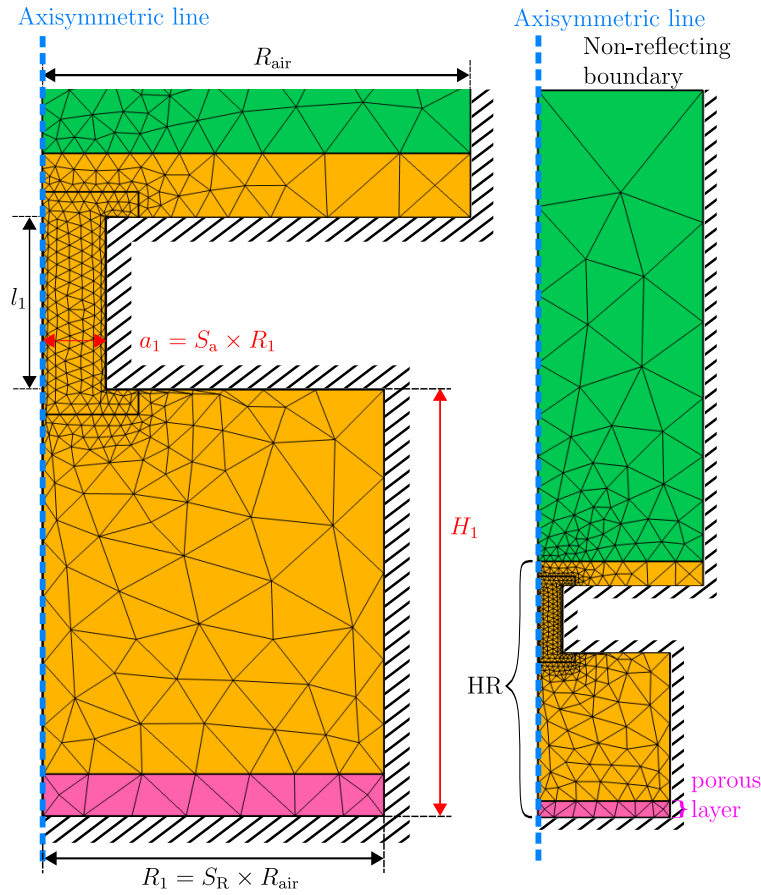 Axisymmetric line
R_air
l_1
a_1 = S_a × R_1
H_1
R_1 = S_R × R_air
Axisymmetric line
Non-reflecting
boundary
HR
porous
layer